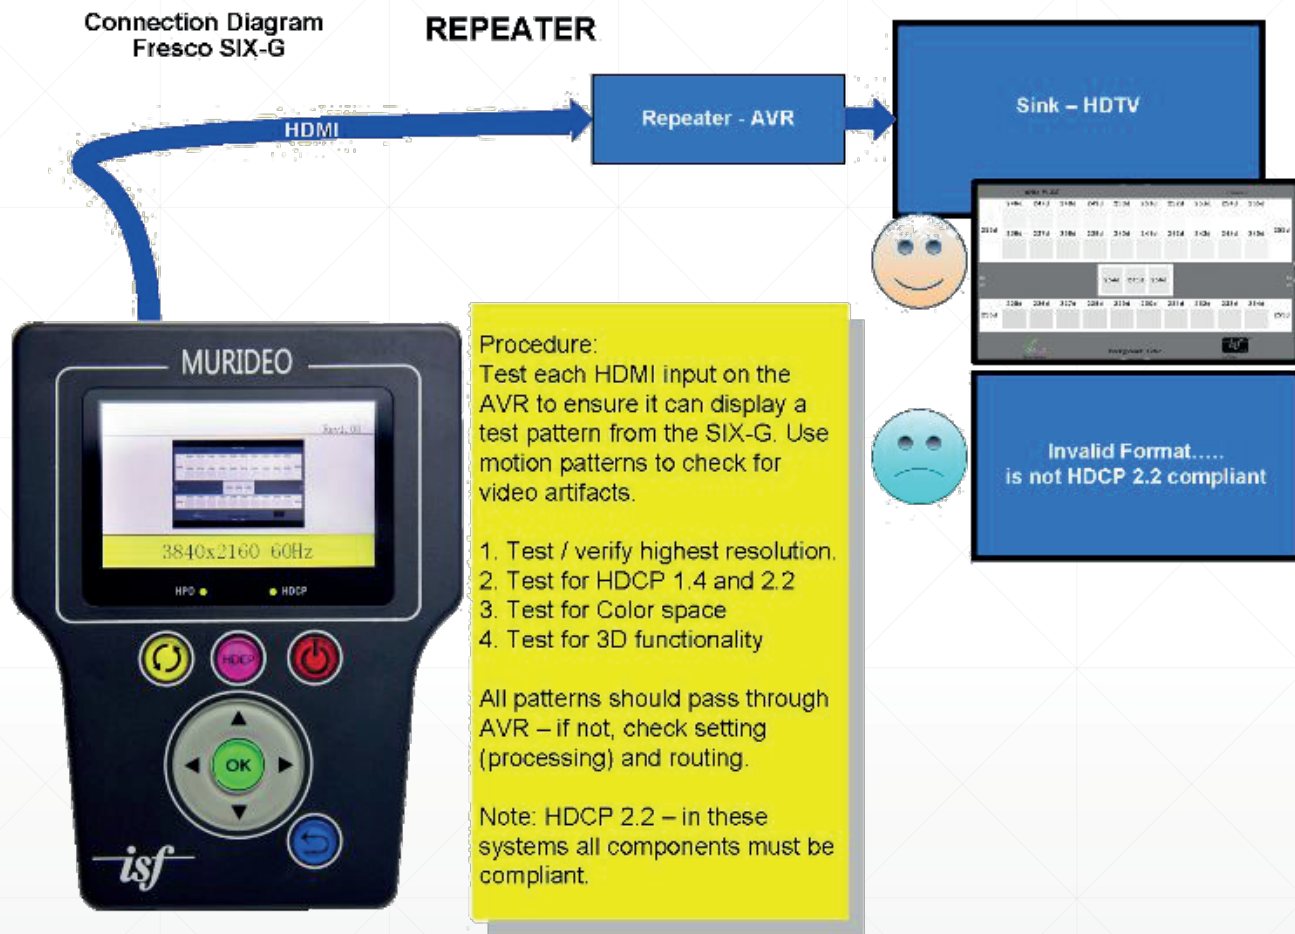 Connection Diagram
Fresco SIX-G
REPEATER
HDMI
Repeater - AVR
Sink – HDTV
MURIDEO
3840x2160 60Hz
HPD
HDCP
HDCP
OK
isf
Procedure:
Test each HDMI input on the
AVR to ensure it can display a
test pattern from the SIX-G. Use
motion patterns to check for
video artifacts.
1. Test / verify highest resolution.
2. Test for HDCP 1.4 and 2.2
3. Test for Color space
4. Test for 3D functionality
All patterns should pass through
AVR – if not, check setting
(processing) and routing.
Note: HDCP 2.2 – in these
systems all components must be
compliant.
Invalid Format.....
is not HDCP 2.2 compliant